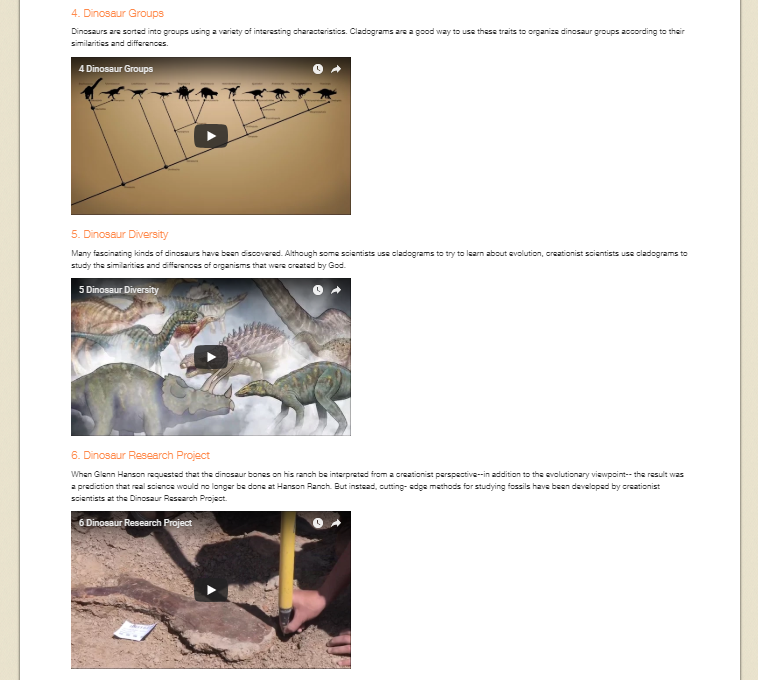 4. Dinosaur Groups
Dinosaurs are sorted into groups using a variety of interesting characteristics. Cladograms are a good way to use these traits to organize dinosaur groups according to their
similarities and differences.
4 Dinosaur Groups
5. Dinosaur Diversity
Many fascinating kinds of dinosaurs have been discovered. Although some scientists use cladograms to try to learn about evolution, creationist scientists use cladograms to
study the similarities and differences of organisms that were created by God.
5 Dinosaur Diversity
6. Dinosaur Research Project
When Glenn Hanson requested that the dinosaur bones on his ranch be interpreted from a creationist perspective--in addition to the evolutionary viewpoint-- the result was
a prediction that real science would no longer be done at Hanson Ranch. But instead, cutting- edge methods for studying fossils have been developed by creationist
scientists at the Dinosaur Research Project.
6 Dinosaur Research Project